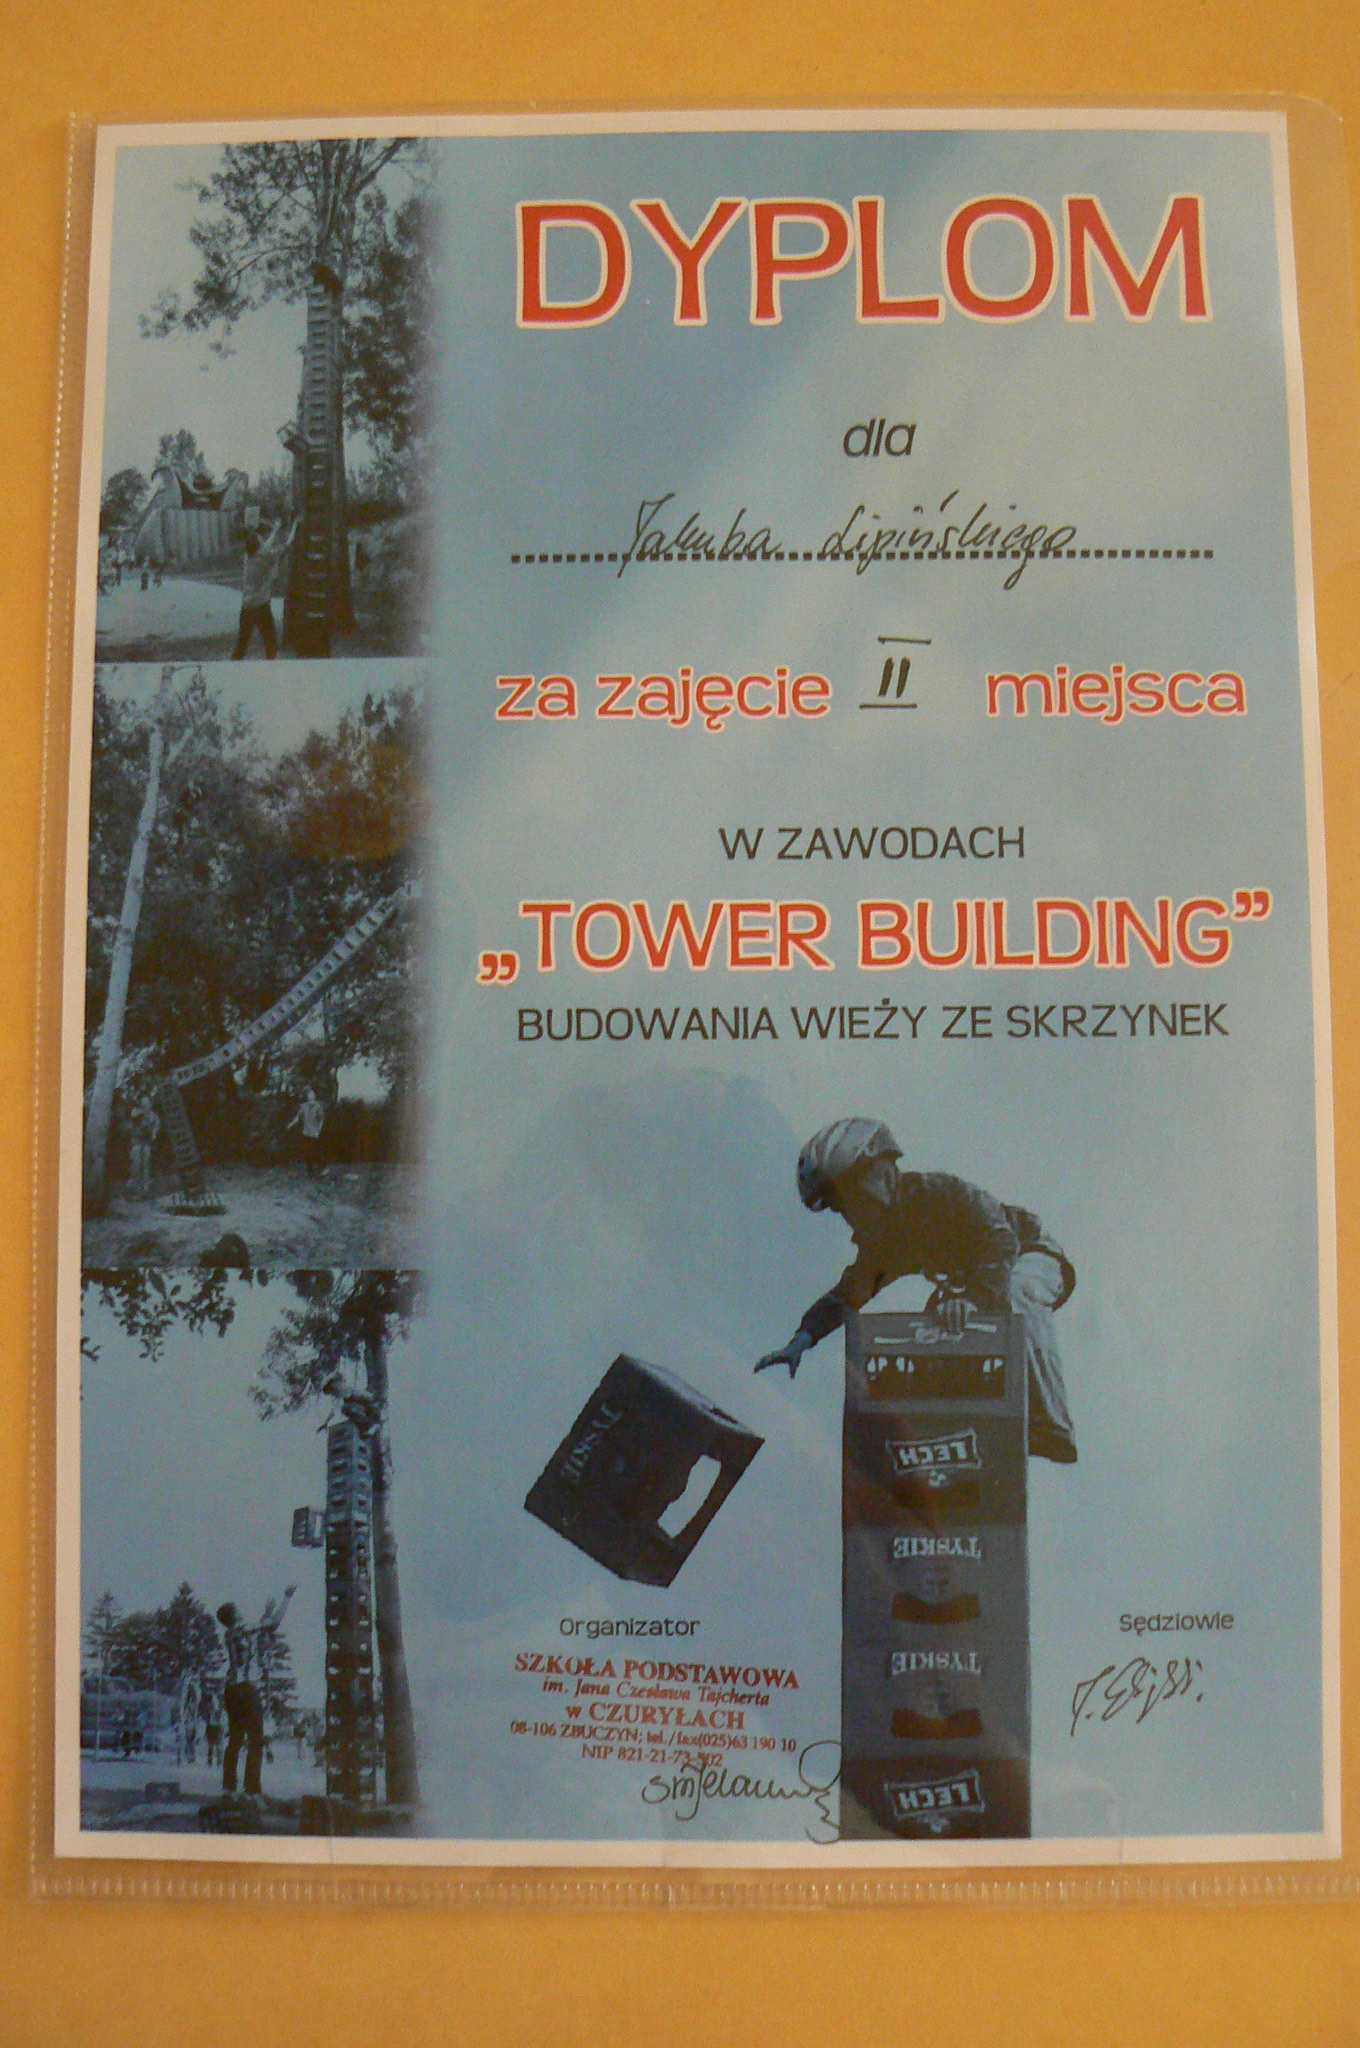 DYPLOM
dla
Jakuba Lipińskiego
za zajęcie II miejsca
W ZAWODACH
„TOWER BUILDING”
BUDOWANIA WIEŻY ZE SKRZYNEK
TYSKIE
LECH
TYSKIE
TYSKIE
LECH
Organizator
SZKOŁA PODSTAWOWA
im. Jana Czesława Tajcherta
w CZURYŁACH
08-106 ZBUCZYN; tel./fax(025)63 190 10
NIP 821-21-73-502
Sędziowie